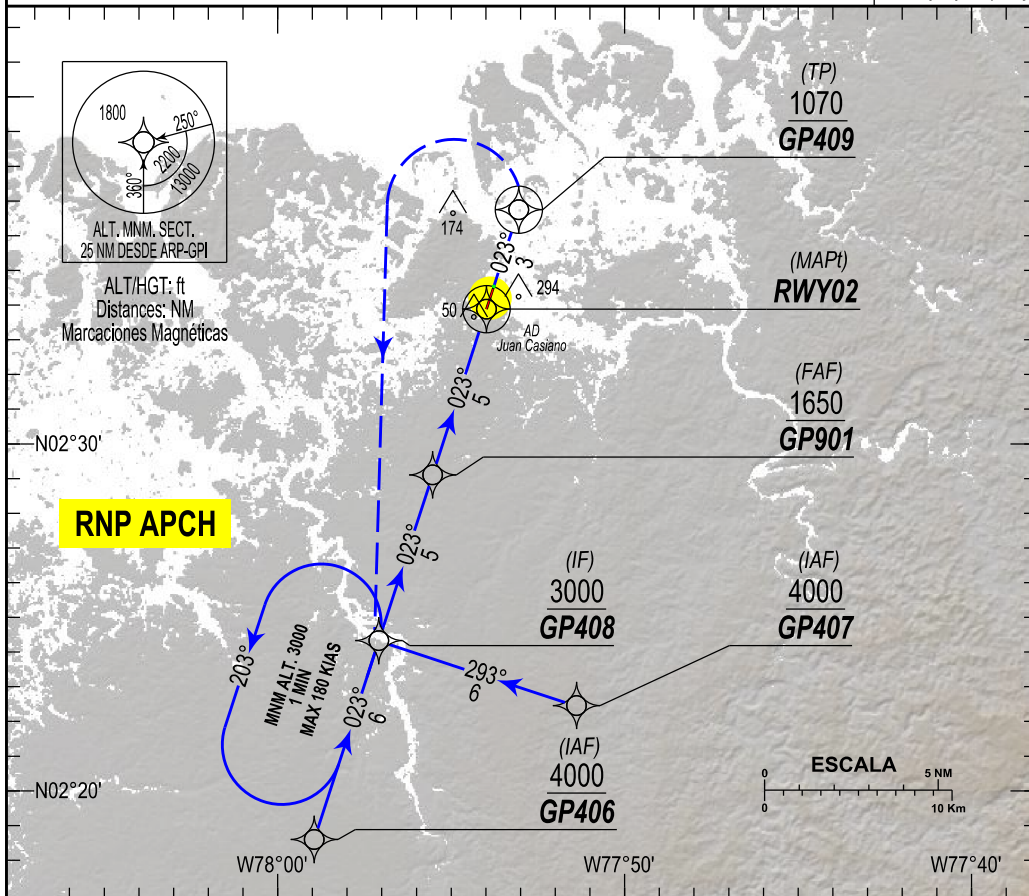 1800
250°
2200
13000
360°
ALT. MNM. SECT.
25 NM DESDE ARP-GPI
ALT/HGT: ft
Distances: NM
Marcaciones Magnéticas
(TP)
1070
GP409
174
023°
3
294
(MAPt)
RWY02
50
AD
Juan Casiano
023°
5
(FAF)
1650
GP901
N02°30'
RNP APCH
023°
5
(IF)
3000
GP408
(IAF)
4000
GP407
203°
MNM ALT. 3000
1 MIN
MAX 180 KIAS
293°
6
023°
6
(IAF)
4000
GP406
N02°20'
ESCALA
0 5 NM
0 10 Km
W78°00'
W77°50'
W77°40'